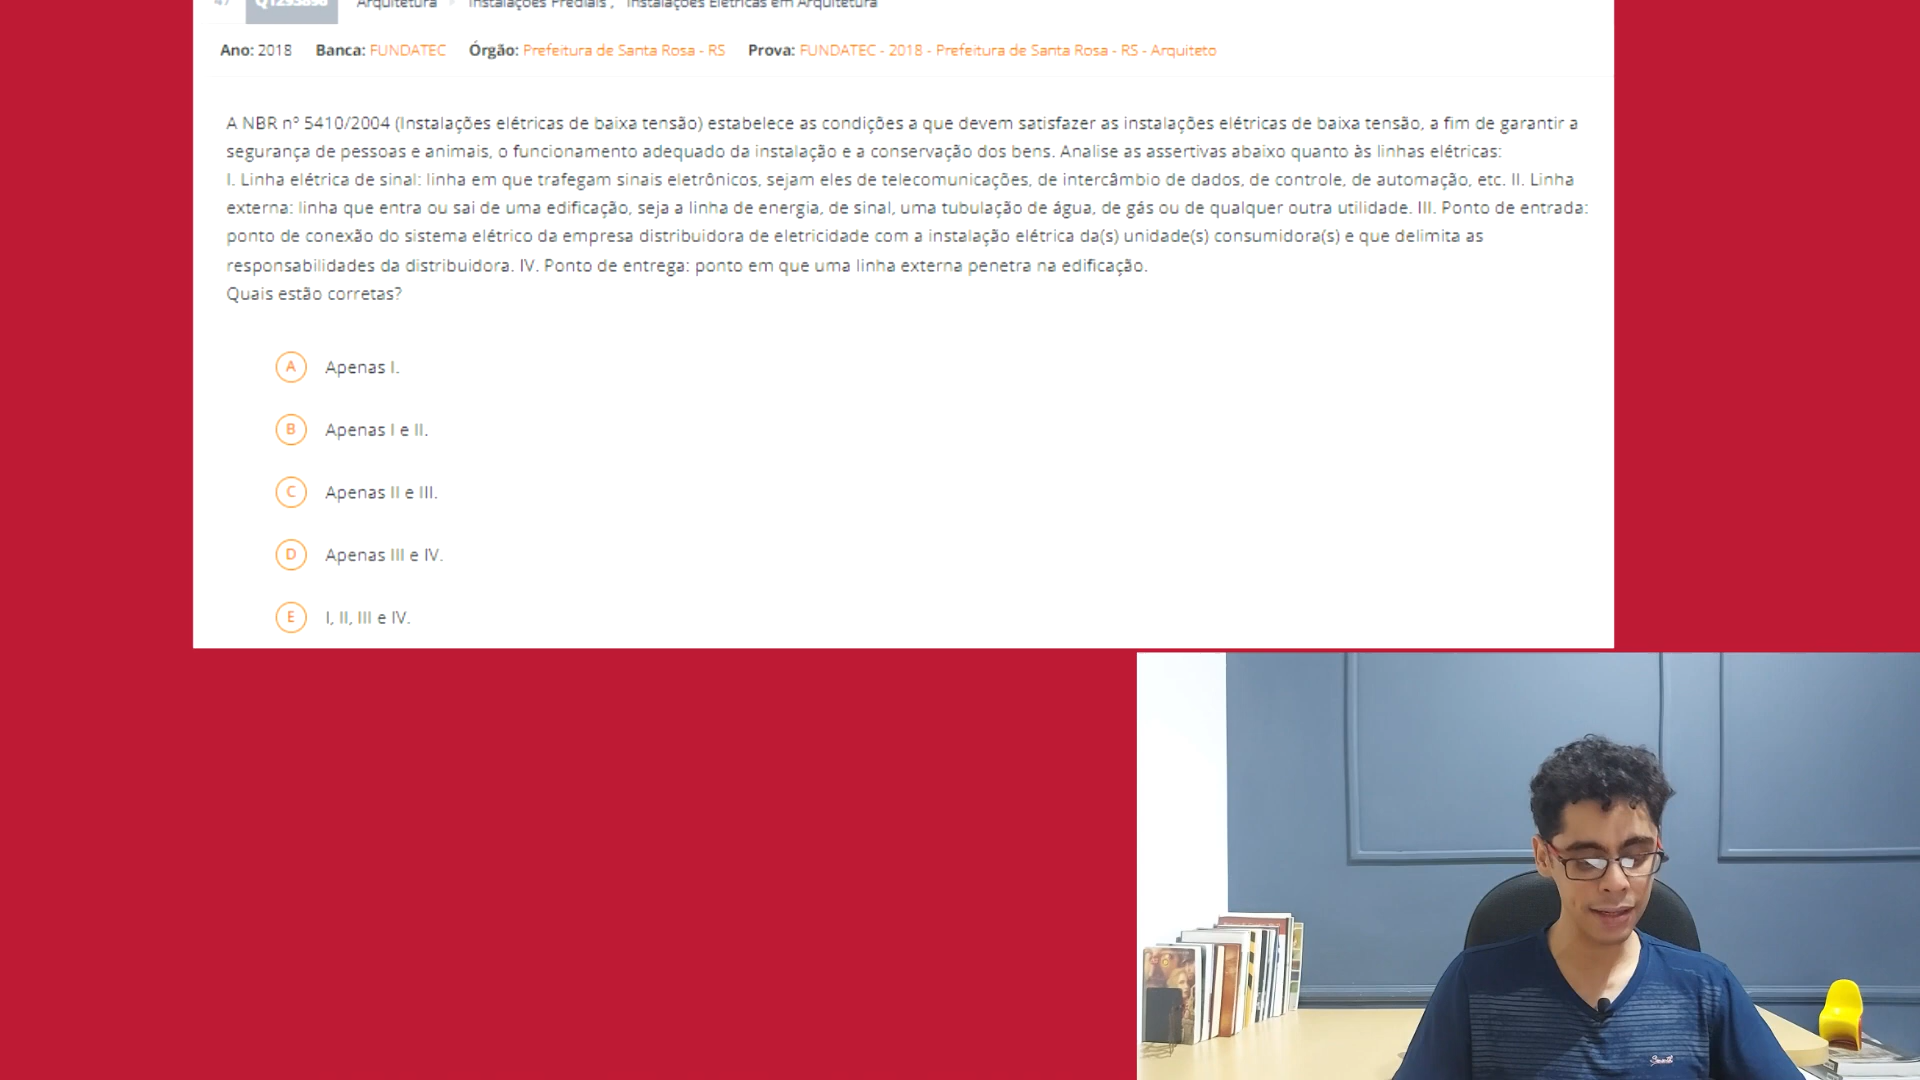 47 Q1293898 Arquitetura Instalações Prediais , Instalações Elétricas em Arquitetura
Ano: 2018 Banca: FUNDATEC Órgão: Prefeitura de Santa Rosa - RS Prova: FUNDATEC - 2018 - Prefeitura de Santa Rosa - RS - Arquiteto
A NBR nº 5410/2004 (Instalações elétricas de baixa tensão) estabelece as condições a que devem satisfazer as instalações elétricas de baixa tensão, a fim de garantir a
segurança de pessoas e animais, o funcionamento adequado da instalação e a conservação dos bens. Analise as assertivas abaixo quanto às linhas elétricas:
I. Linha elétrica de sinal: linha em que trafegam sinais eletrônicos, sejam eles de telecomunicações, de intercâmbio de dados, de controle, de automação, etc. II. Linha
externa: linha que entra ou sai de uma edificação, seja a linha de energia, de sinal, uma tubulação de água, de gás ou de qualquer outra utilidade. III. Ponto de entrada:
ponto de conexão do sistema elétrico da empresa distribuidora de eletricidade com a instalação elétrica da(s) unidade(s) consumidora(s) e que delimita as
responsabilidades da distribuidora. IV. Ponto de entrega: ponto em que uma linha externa penetra na edificação.
Quais estão corretas?
A Apenas I.
B Apenas I e II.
C Apenas II e III.
D Apenas III e IV.
E I, II, III e IV.